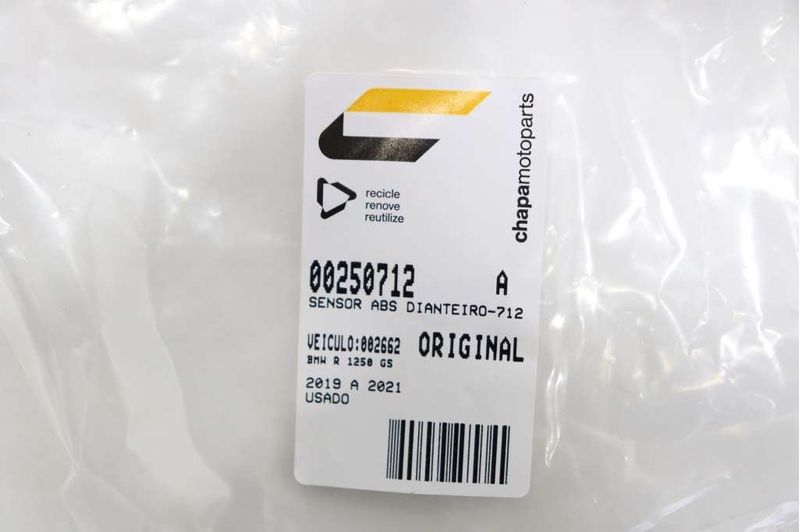 chapamotoparts
recicle
renove
reutilize
00250712 A
SENSOR ABS DIANTEIRO-712
VEICULO:002662 ORIGINAL
BMW R 1250 GS
2019 A 2021
USADO